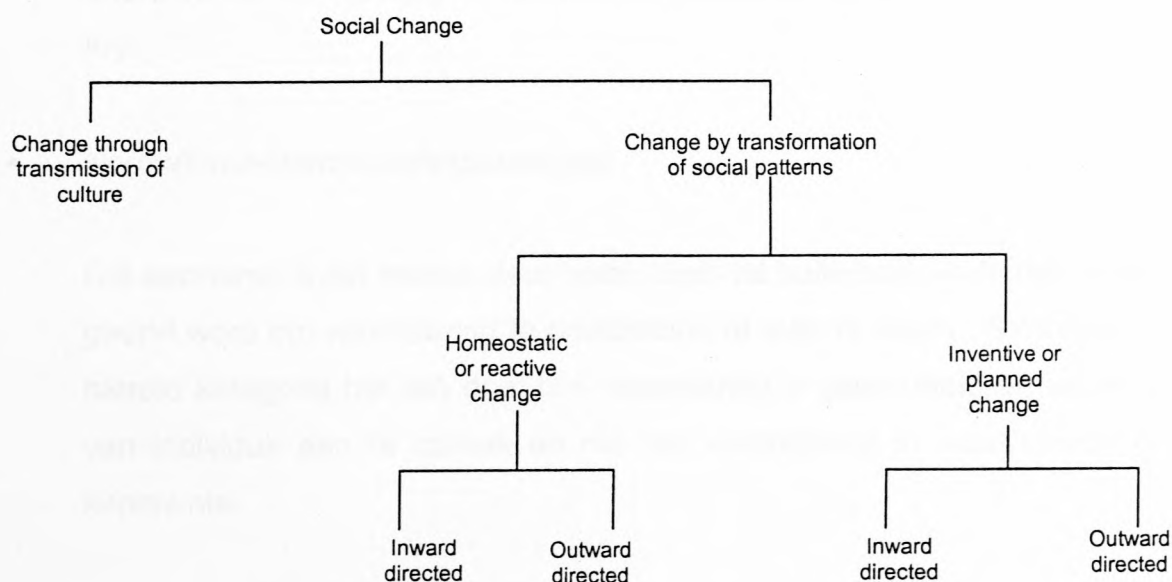 Social Change
Change through
transmission of
culture
Change by transformation
of social patterns
Homeostatic
or reactive
change
Inventive or
planned
change
Inward
directed
Outward
directed
Inward
directed
Outward
directed